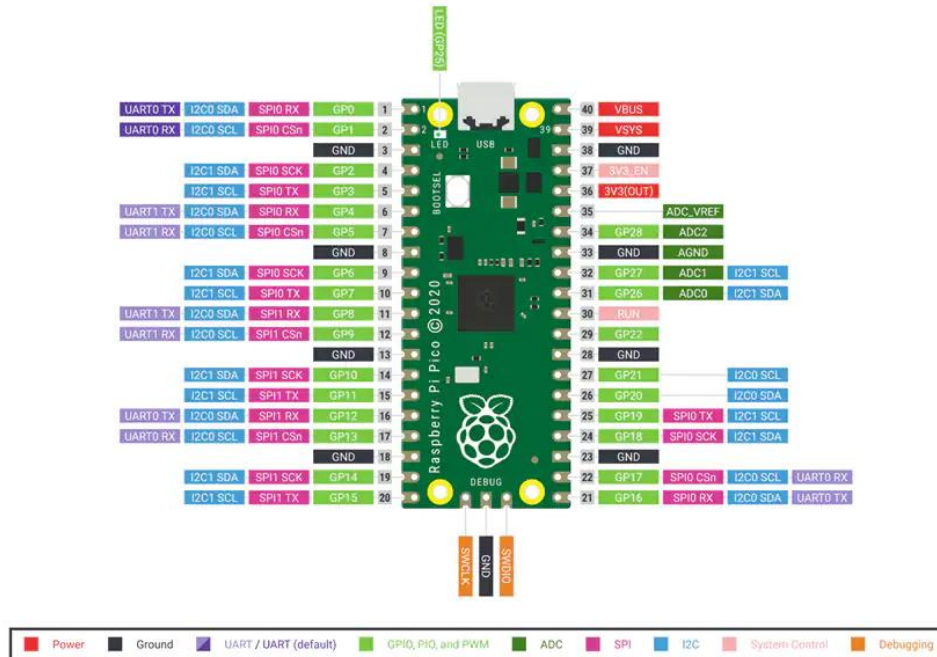 LED (GP25)
UART0 TX I2C0 SDA SPI0 RX GP0 1 1 40 VBUS
UART0 RX I2C0 SCL SPI0 CSn GP1 2 2 39 39 VSYS
LED USB
GND 3 38 GND
I2C1 SDA SPI0 SCK GP2 4 37 3V3_EN
I2C1 SCL SPI0 TX GP3 5 36 3V3(OUT)
BOOTSEL
UART1 TX I2C0 SDA SPI0 RX GP4 6 35 ADC_VREF
UART1 RX I2C0 SCL SPI0 CSn GP5 7 34 GP28 ADC2
GND 8 33 GND AGND
I2C1 SDA SPI0 SCK GP6 9 32 GP27 ADC1 I2C1 SCL
I2C1 SCL SPI0 TX GP7 10 31 GP26 ADC0 I2C1 SDA
UART1 TX I2C0 SDA SPI1 RX GP8 11 30 RUN
UART1 RX I2C0 SCL SPI1 CSn GP9 12 29 GP22
GND 13 28 GND
I2C1 SDA SPI1 SCK GP10 14 27 GP21 I2C0 SCL
I2C1 SCL SPI1 TX GP11 15 26 GP20 I2C0 SDA
UART0 TX I2C0 SDA SPI1 RX GP12 16 25 GP19 SPI0 TX I2C1 SCL
UART0 RX I2C0 SCL SPI1 CSn GP13 17 24 GP18 SPI0 SCK I2C1 SDA
GND 18 23 GND
I2C1 SDA SPI1 SCK GP14 19 22 GP17 SPI0 CSn I2C0 SCL UART0 RX
I2C1 SCL SPI1 TX GP15 20 21 GP16 SPI0 RX I2C0 SDA UART0 TX
Raspberry Pi Pico © 2020
DEBUG
SWCLK GND SWDIO
Power Ground UART / UART (default) GPIO, PIO, and PWM ADC SPI I2C System Control Debugging